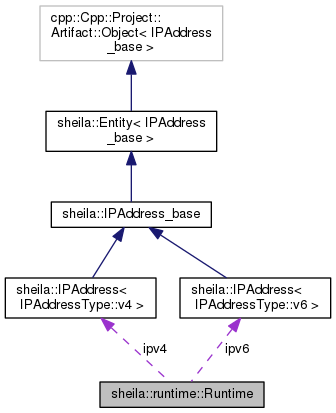 cpp::Cpp::Project::
Artifact::Object< IPAddress
_base >
sheila::Entity< IPAddress
_base >
sheila::IPAddress_base
sheila::IPAddress<
IPAddressType::v4 >
sheila::IPAddress<
IPAddressType::v6 >
ipv4
ipv6
sheila::runtime::Runtime